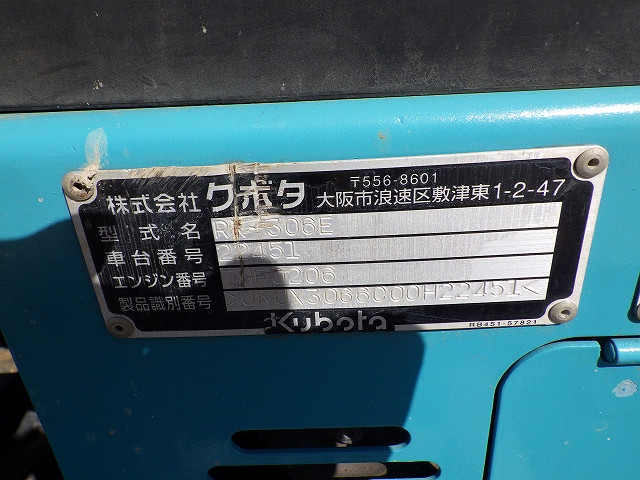 株式会社クボタ 〒556-8601
大阪市浪速区敷津東1-2-47
型式名 RX-306E
車台番号 22451
エンジン番号
製品識別番号
Kubota RB451-57821